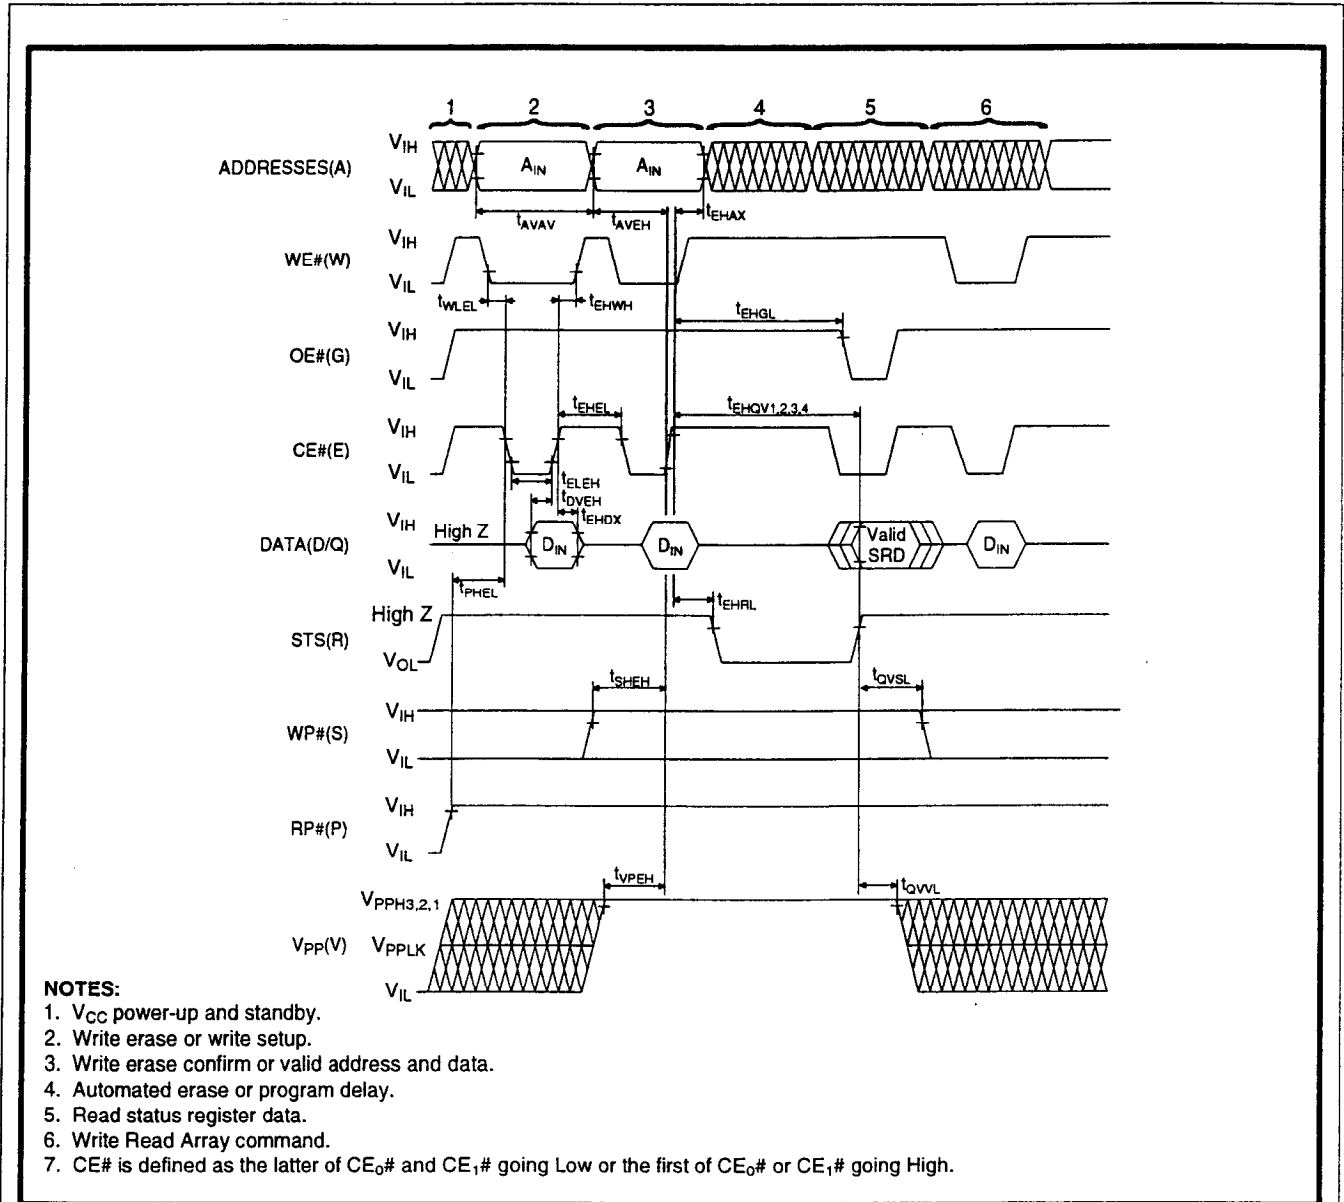 1 2 3 4 5 6
ADDRESSES(A) VIH VIL AIN AIN
tAVAV tAVEH tEHAX
WE#(W) VIH VIL
tWLEL tEHWH
tEHGL
OE#(G) VIH VIL
tEHEL tEHQV1,2,3,4
CE#(E) VIH VIL
tELEH
tDVEH
tEHDX
DATA(D/Q) VIH High Z VIL DIN DIN Valid SRD DIN
tPHEL
tEHRL
STS(R) High Z VOL
tSHEH tQVSL
WP#(S) VIH VIL
RP#(P) VIH VIL
tVPEH tQVVL
VPP(V) VPPH3,2,1 VPPLK VIL
NOTES:
1. VCC power-up and standby.
2. Write erase or write setup.
3. Write erase confirm or valid address and data.
4. Automated erase or program delay.
5. Read status register data.
6. Write Read Array command.
7. CE# is defined as the latter of CE0# and CE1# going Low or the first of CE0# or CE1# going High.